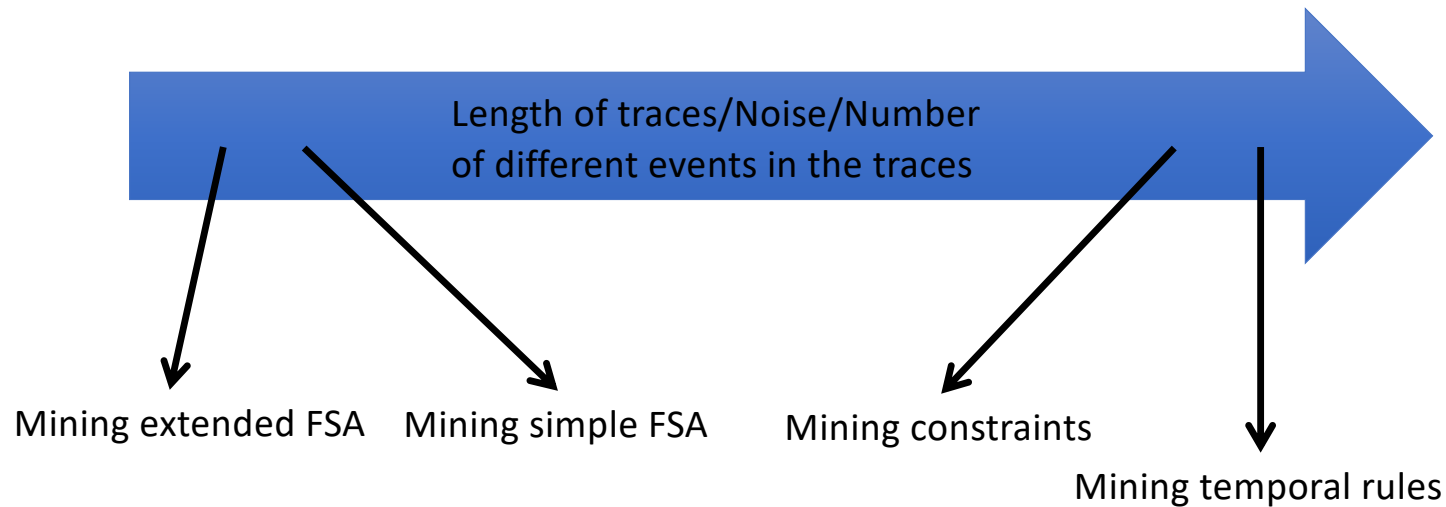 Length of traces/Noise/Number
of different events in the traces
Mining extended FSA
Mining simple FSA
Mining constraints
Mining temporal rules